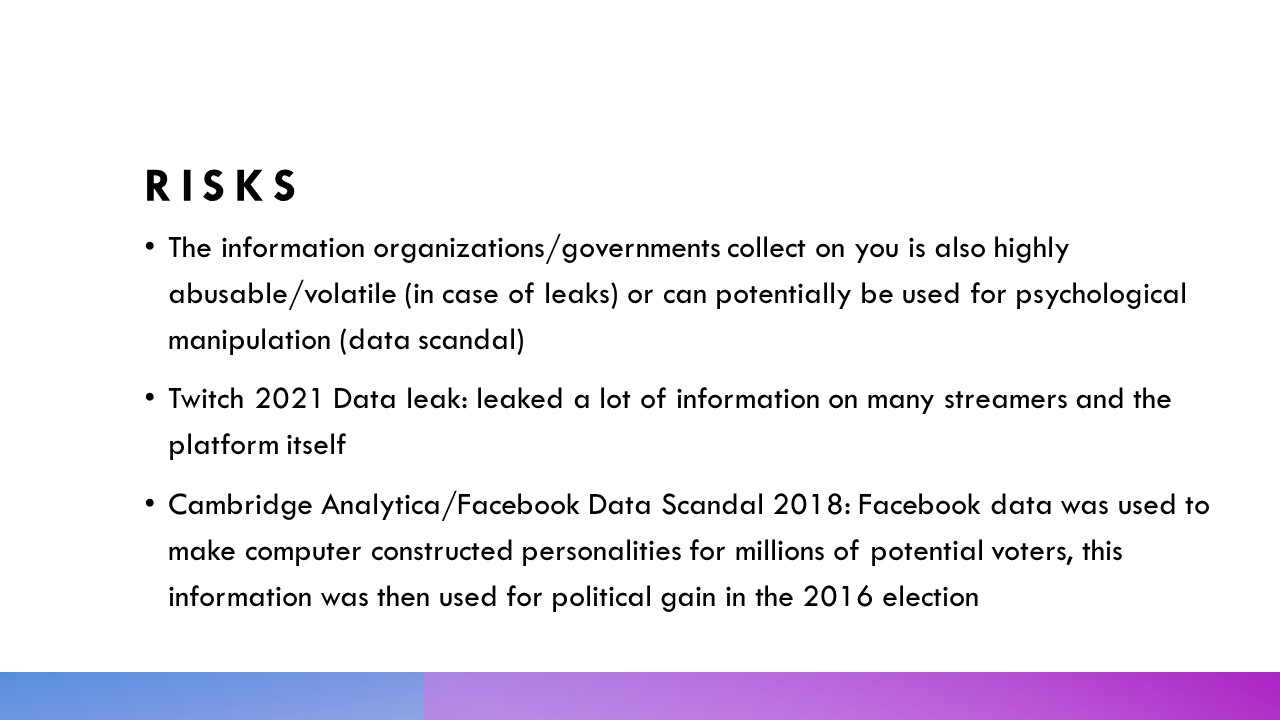 RISKS
• The information organizations/governments collect on you is also highly
abusable/volatile (in case of leaks) or can potentially be used for psychological
manipulation (data scandal)
• Twitch 2021 Data leak: leaked a lot of information on many streamers and the
platform itself
• Cambridge Analytica/Facebook Data Scandal 2018: Facebook data was used to
make computer constructed personalities for millions of potential voters, this
information was then used for political gain in the 2016 election